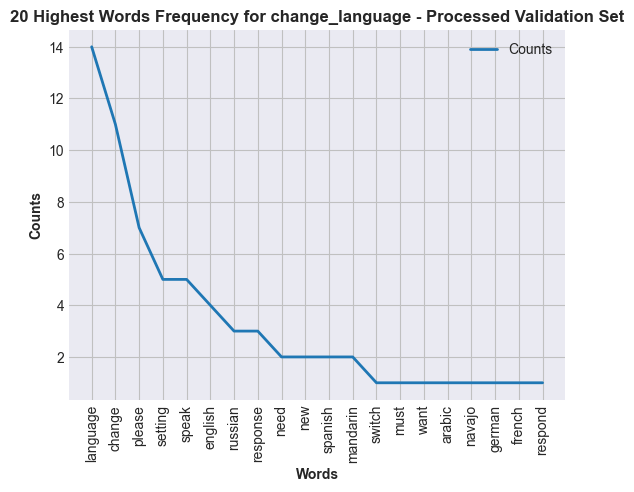 20 Highest Words Frequency for change_language - Processed Validation Set
Counts
14
12
10
8
6
4
2
Counts
language
change
please
setting
speak
english
russian
response
need
new
spanish
mandarin
switch
must
want
arabic
navajo
german
french
respond
Words